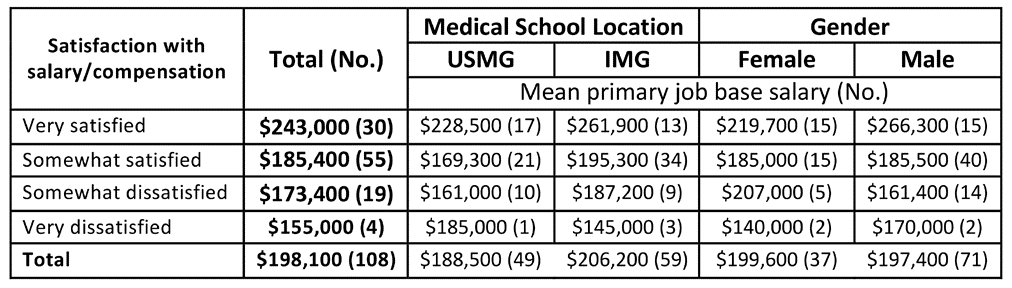 Satisfaction with salary/compensation Total (No.) Medical School Location Gender
USMG IMG Female Male
Mean primary job base salary (No.)
Very satisfied $243,000 (30) $228,500 (17) $261,900 (13) $219,700 (15) $266,300 (15)
Somewhat satisfied $185,400 (55) $169,300 (21) $195,300 (34) $185,000 (15) $185,500 (40)
Somewhat dissatisfied $173,400 (19) $161,000 (10) $187,200 (9) $207,000 (5) $161,400 (14)
Very dissatisfied $155,000 (4) $185,000 (1) $145,000 (3) $140,000 (2) $170,000 (2)
Total $198,100 (108) $188,500 (49) $206,200 (59) $199,600 (37) $197,400 (71)